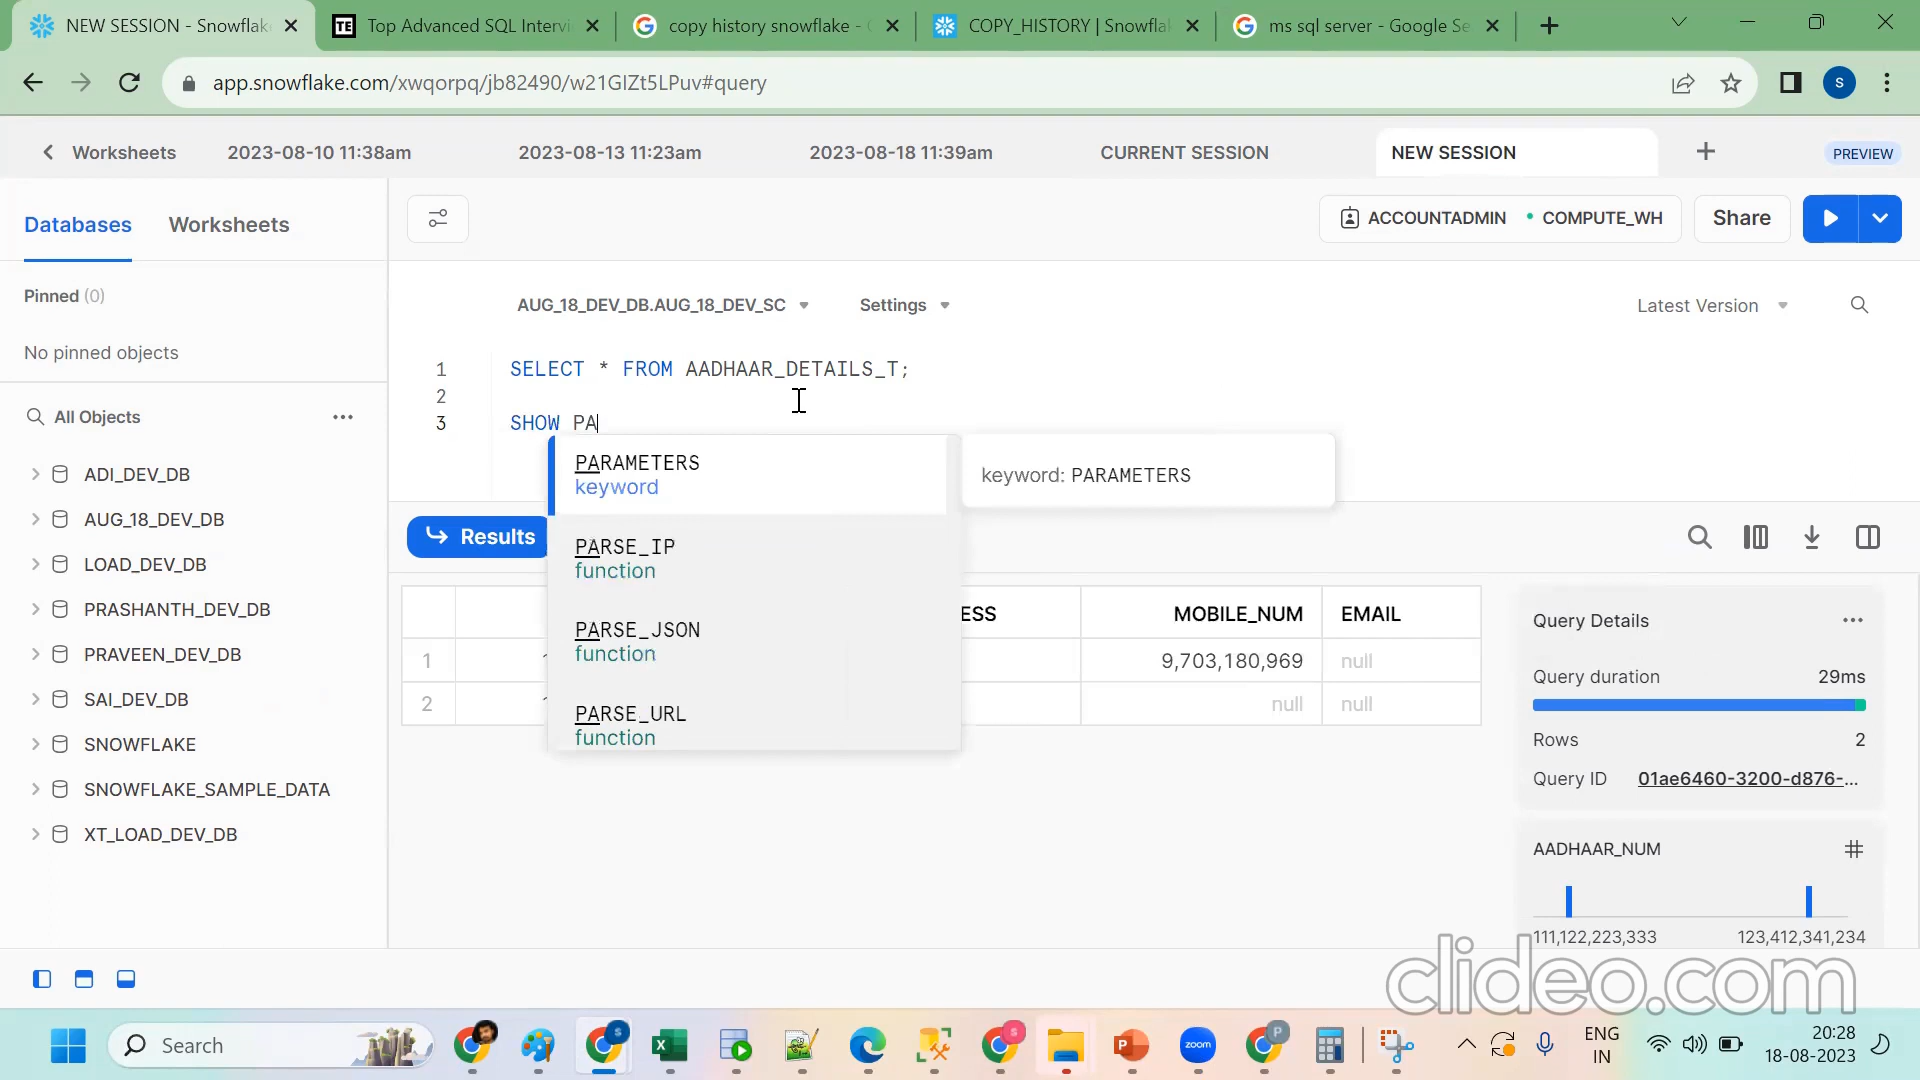 NEW SESSION - Snowflak
Top Advanced SQL Intervi
copy history snowflake -
COPY_HISTORY | Snowflak
ms sql server - Google Se
app.snowflake.com/xwqorpq/jb82490/w21GIZt5LPuv#query
S
Worksheets
2023-08-10 11:38am
2023-08-13 11:23am
2023-08-18 11:39am
CURRENT SESSION
NEW SESSION
PREVIEW
Databases
Worksheets
ACCOUNTADMIN
COMPUTE_WH
Share
Pinned (0)
No pinned objects
AUG_18_DEV_DB.AUG_18_DEV_SC
Settings
Latest Version
1 SELECT * FROM AADHAAR_DETAILS_T;
2
3 SHOW PA
All Objects
ADI_DEV_DB
AUG_18_DEV_DB
LOAD_DEV_DB
PRASHANTH_DEV_DB
PRAVEEN_DEV_DB
SAI_DEV_DB
SNOWFLAKE
SNOWFLAKE_SAMPLE_DATA
XT_LOAD_DEV_DB
PARAMETERS
keyword
keyword: PARAMETERS
PARSE_IP
function
PARSE_JSON
function
PARSE_URL
function
Results
ESS MOBILE_NUM EMAIL
1 9,703,180,969 null
2 null null
Query Details
Query duration 29ms
Rows 2
Query ID 01ae6460-3200-d876-...
AADHAAR_NUM
111,122,223,333 123,412,341,234
clideo.com
Search
zoom
ENG
IN
20:28
18-08-2023